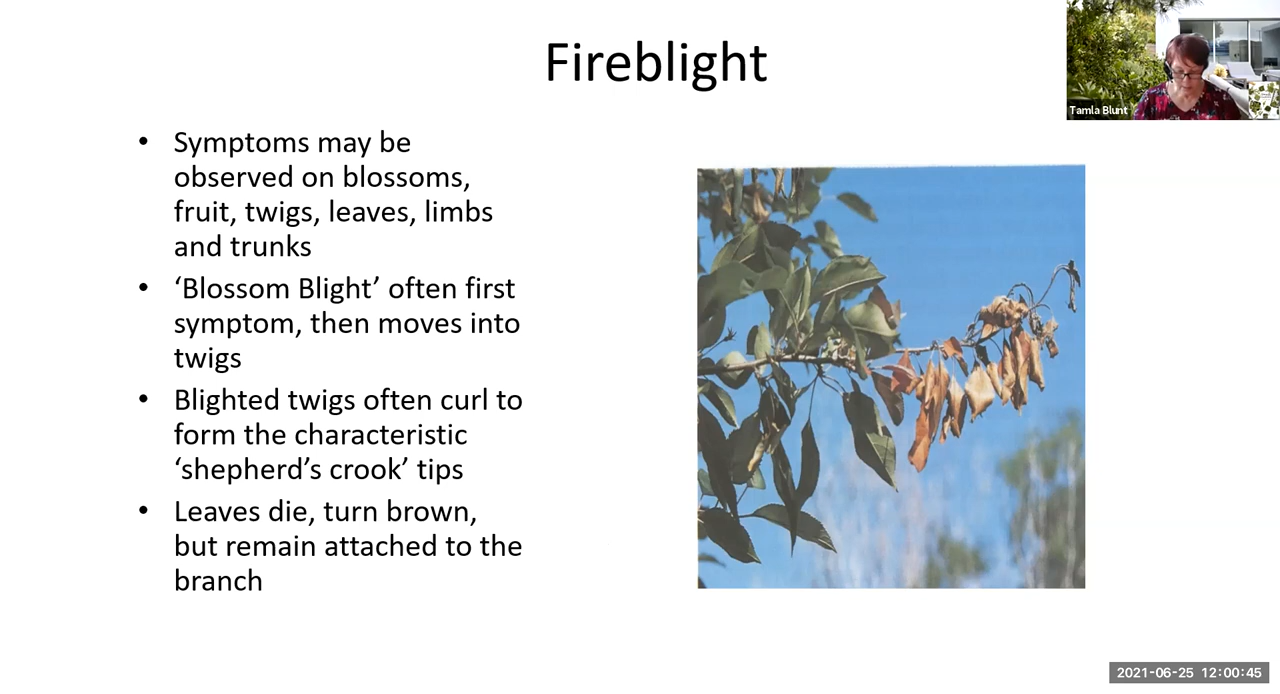 Fireblight
Tamla Blunt
• Symptoms may be
observed on blossoms,
fruit, twigs, leaves, limbs
and trunks
• ‘Blossom Blight’ often first
symptom, then moves into
twigs
• Blighted twigs often curl to
form the characteristic
‘shepherd’s crook’ tips
• Leaves die, turn brown,
but remain attached to the
branch
2021-06-25 12:00:45